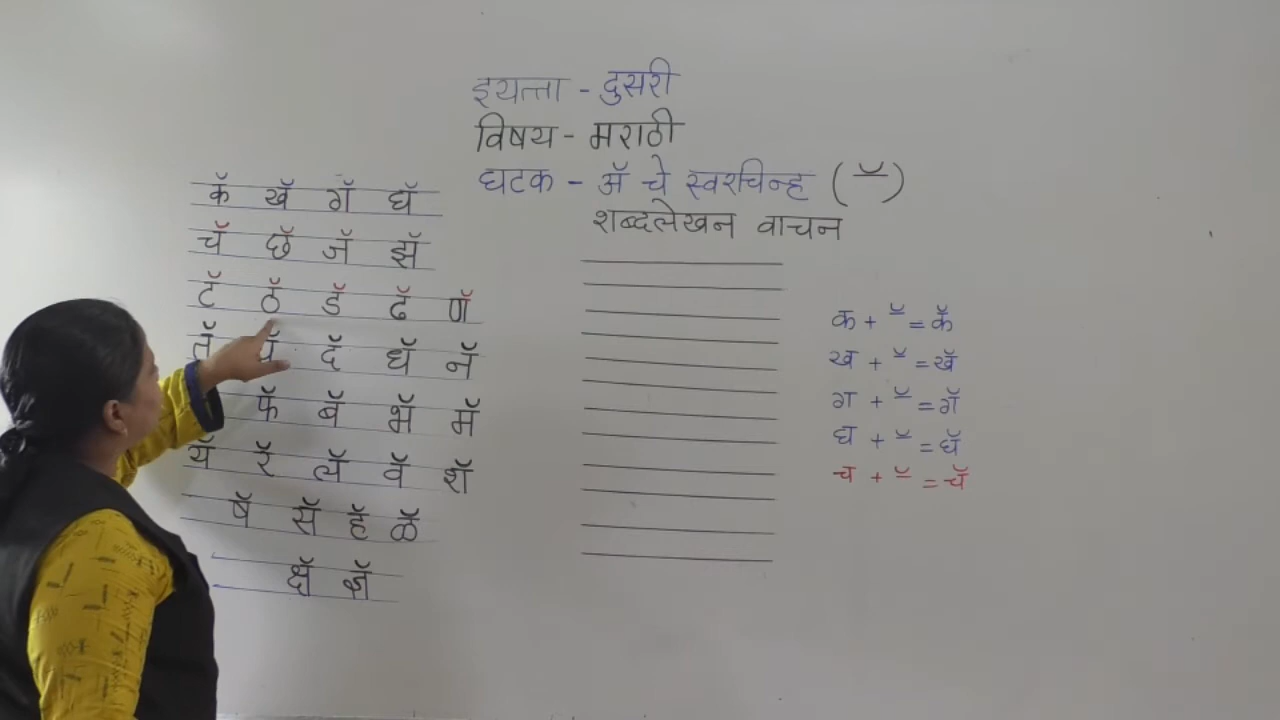 इयत्ता - दुसरी
विषय - मराठी
घटक - ॲ चे स्वरचिन्ह ( ॅ )
शब्दलेखन वाचन
कॅ खॅ गॅ घॅ
चॅ छॅ जॅ झॅ
टॅ ठॅ डॅ ढॅ णॅ
तॅ थॅ दॅ धॅ नॅ
फॅ बॅ भॅ मॅ
यॅ रॅ लॅ वॅ शॅ
षॅ सॅ हॅ ळॅ
क्षॅ ज्ञॅ
क + ॅ = कॅ
ख + ॅ = खॅ
ग + ॅ = गॅ
घ + ॅ = घॅ
च + ॅ = चॅ